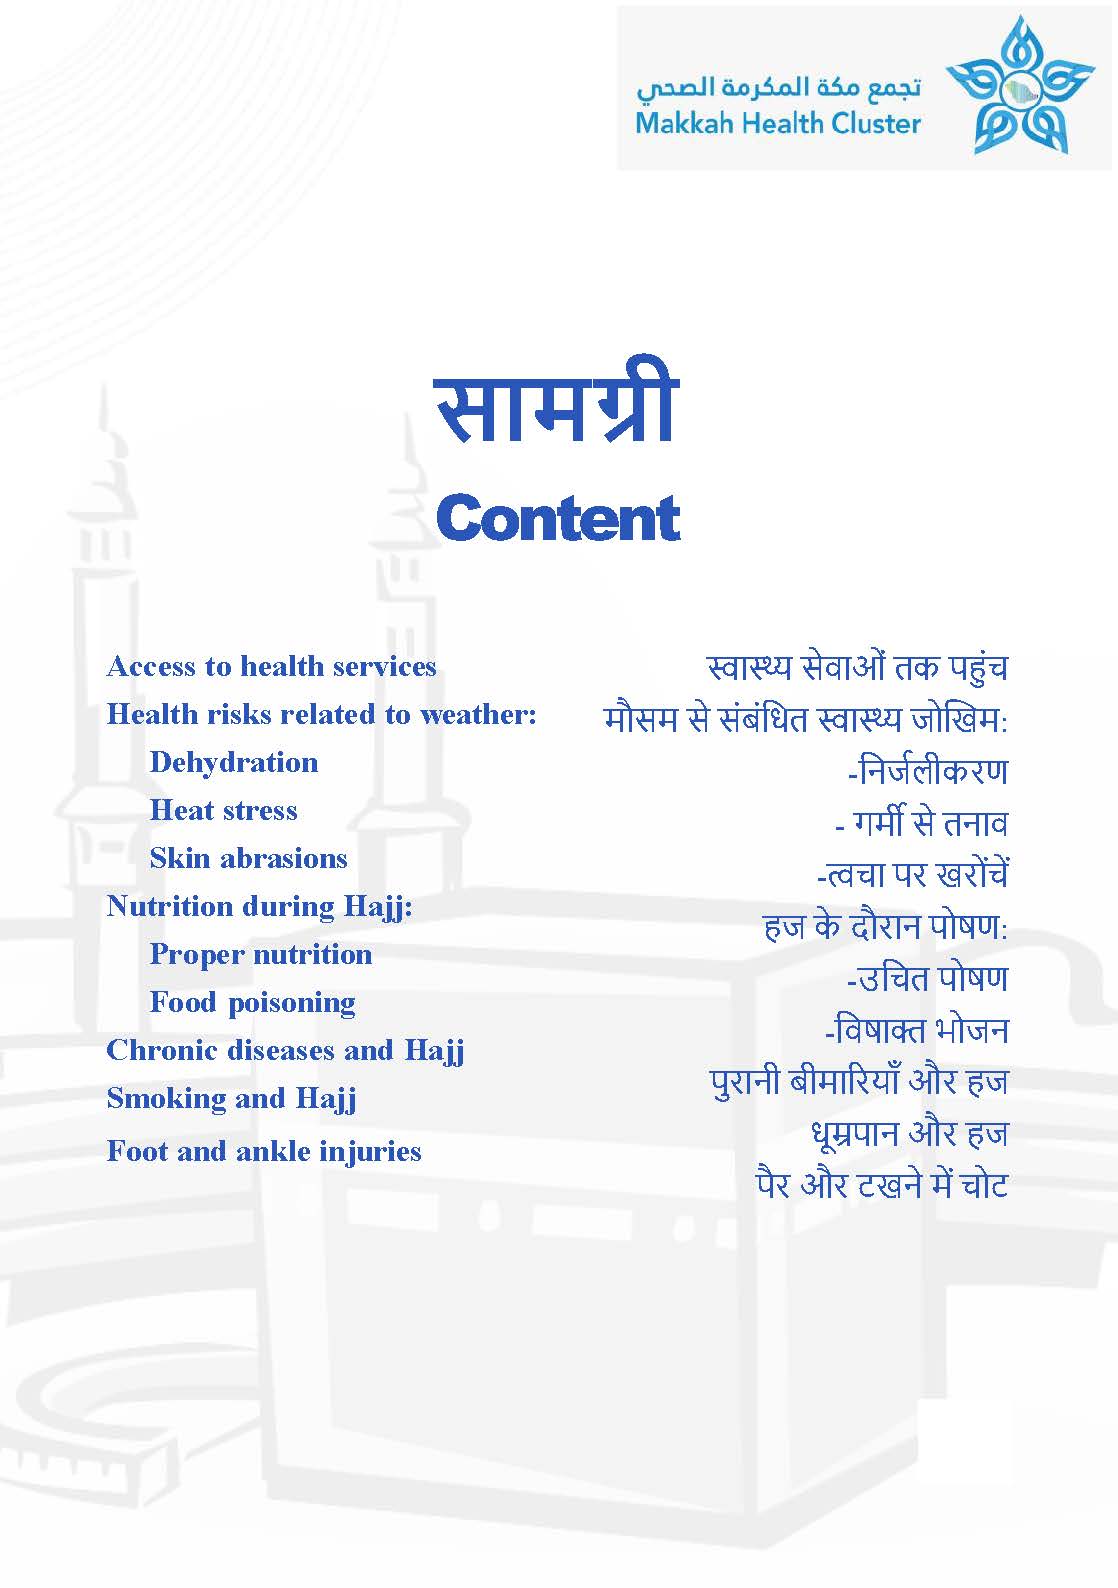 تجمع مكة المكرمة الصحي
Makkah Health Cluster
सामग्री
Content
Access to health services
Health risks related to weather:
Dehydration
Heat stress
Skin abrasions
Nutrition during Hajj:
Proper nutrition
Food poisoning
Chronic diseases and Hajj
Smoking and Hajj
Foot and ankle injuries
स्वास्थ्य सेवाओं तक पहुंच
मौसम से संबंधित स्वास्थ्य जोखिम:
-निर्जलीकरण
- गर्मी से तनाव
-त्वचा पर खरोंचें
हज के दौरान पोषण:
-उचित पोषण
-विषाक्त भोजन
पुरानी बीमारियाँ और हज
धूम्रपान और हज
पैर और टखने में चोट